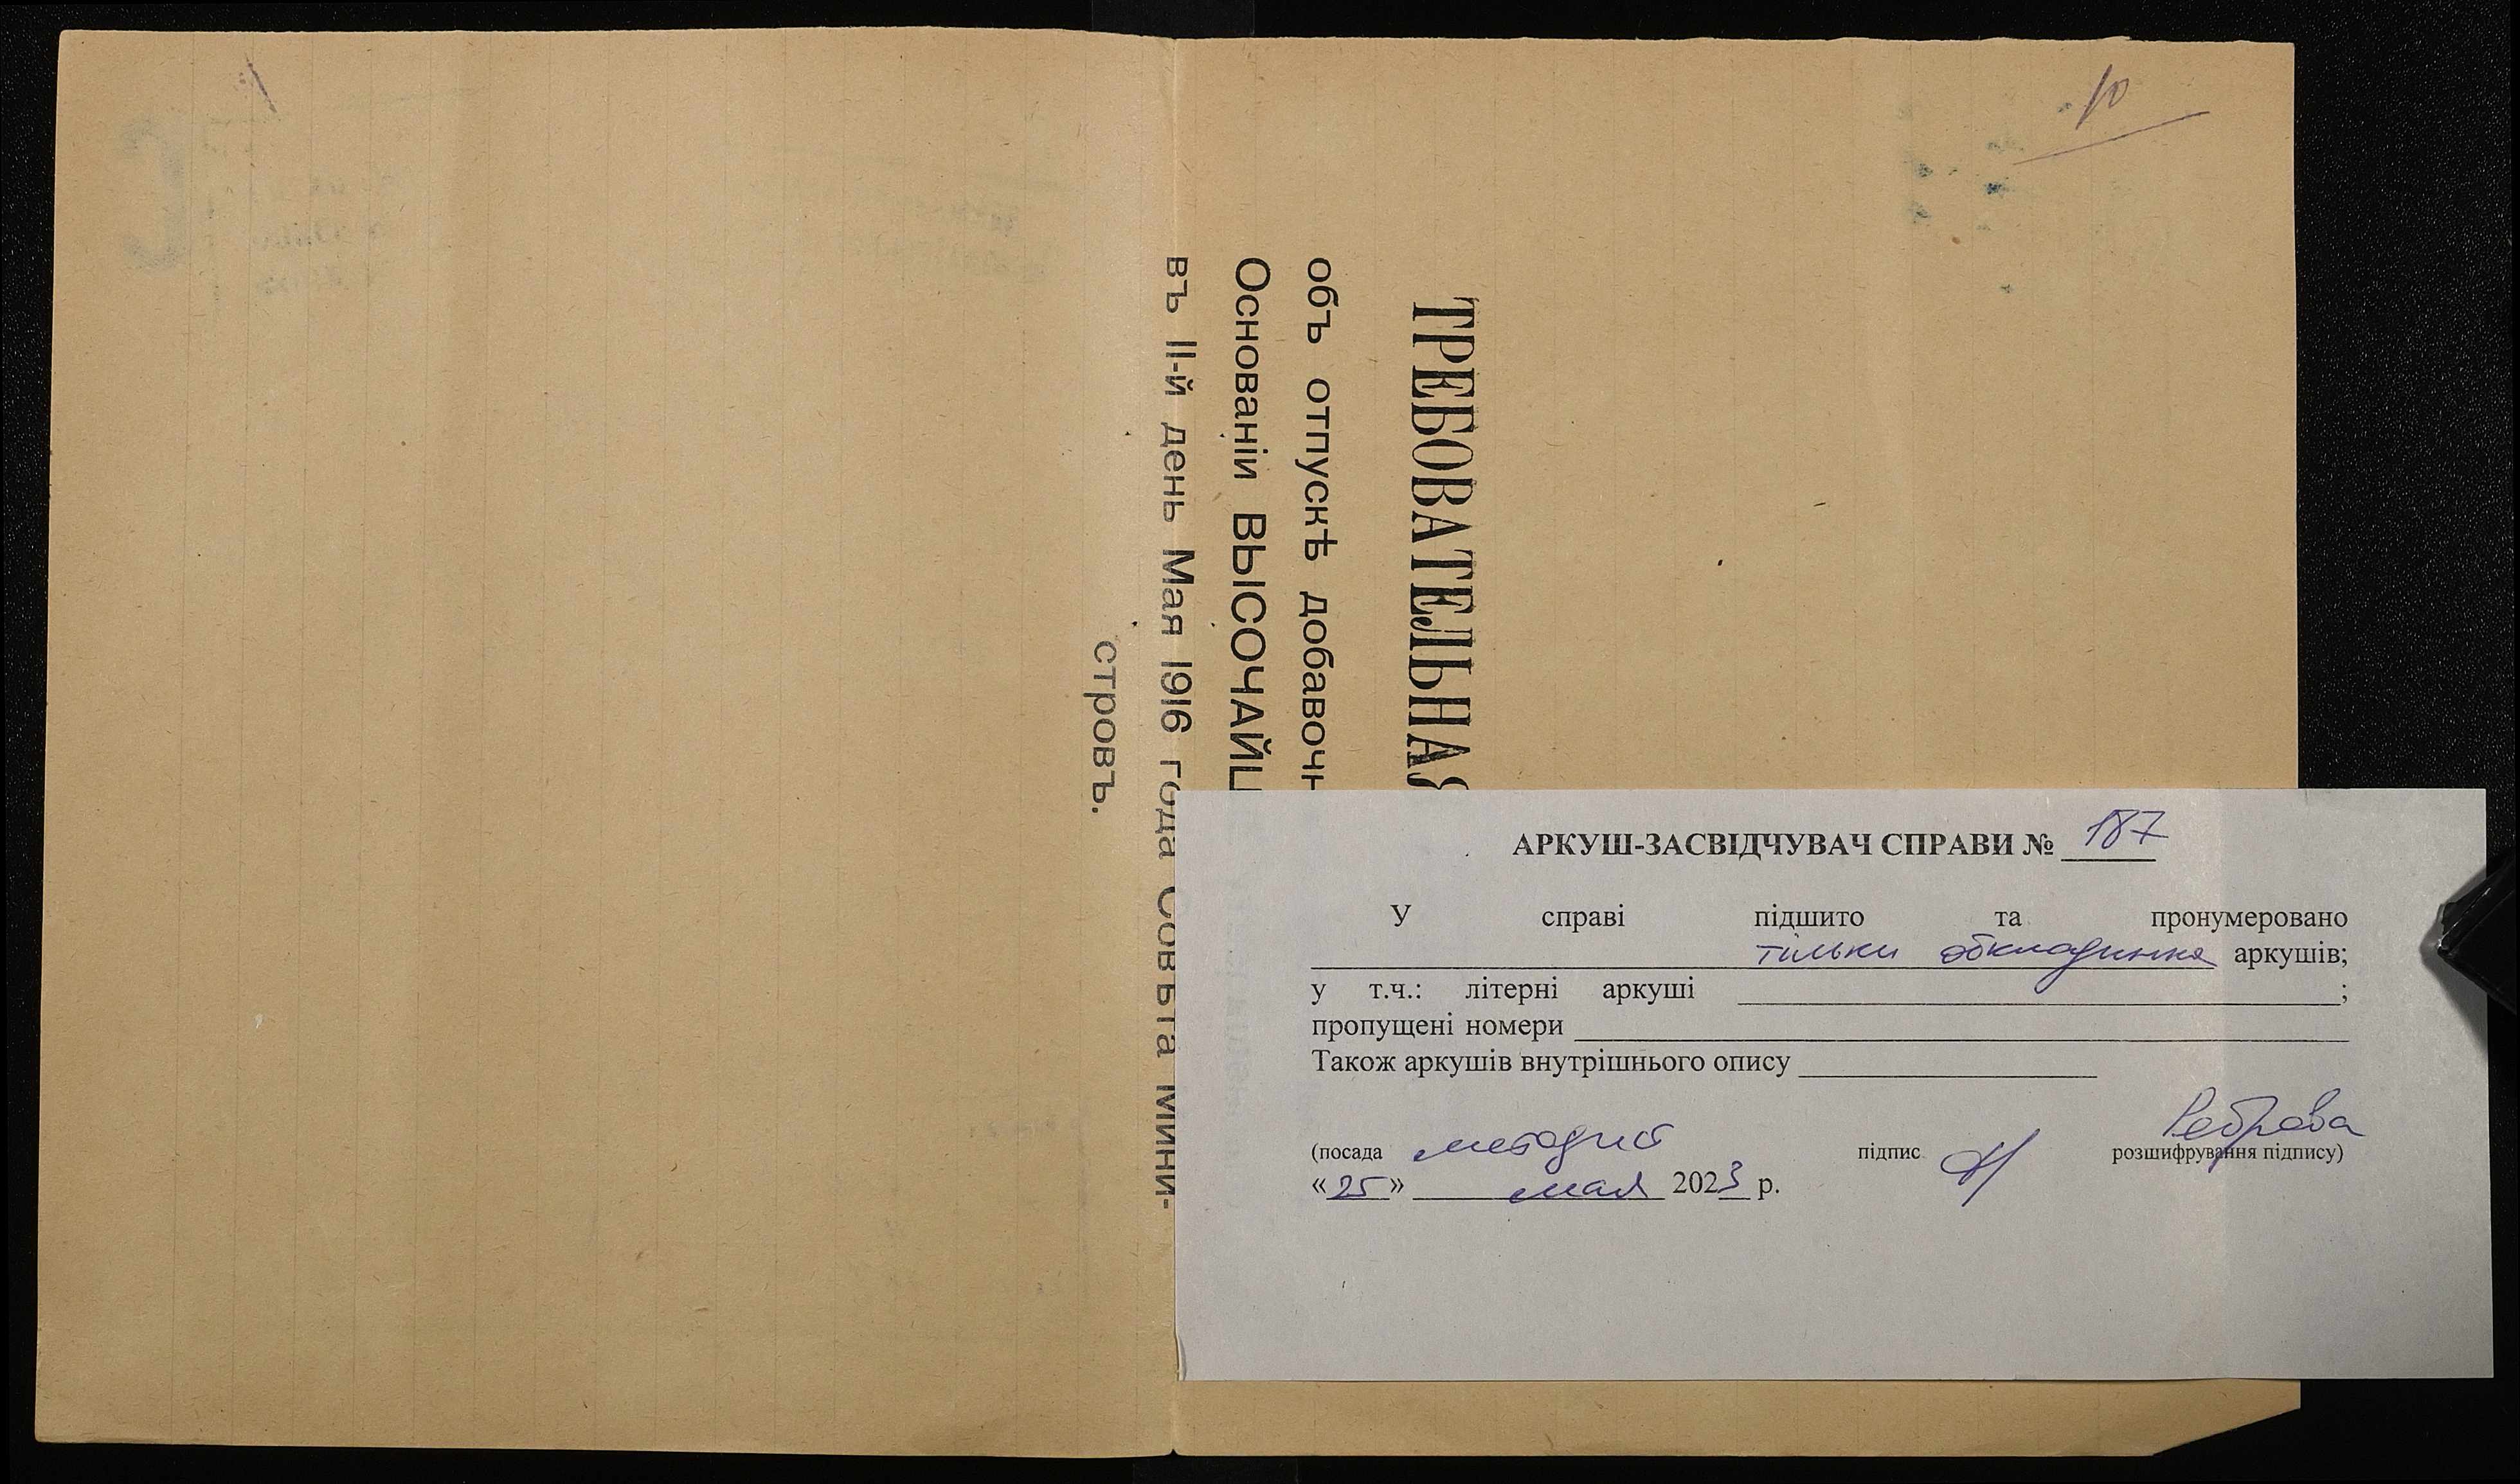 10
ТРЕБОВАТЕЛЬНАЯ
объ отпускѣ добавочн
Основаніи ВЫСОЧАЙШ
въ II-й день Мая 1916 года Совѣта Мини-
стровъ.
АРКУШ-ЗАСВІДЧУВАЧ СПРАВИ № 187
У справі підшито та пронумеровано
тільки обкладинка аркушів;
у т.ч.: літерні аркуші ;
пропущені номери
Також аркушів внутрішнього опису
Реброва
(посада методист підпис розшифрування підпису)
«25» мая 2023 р.